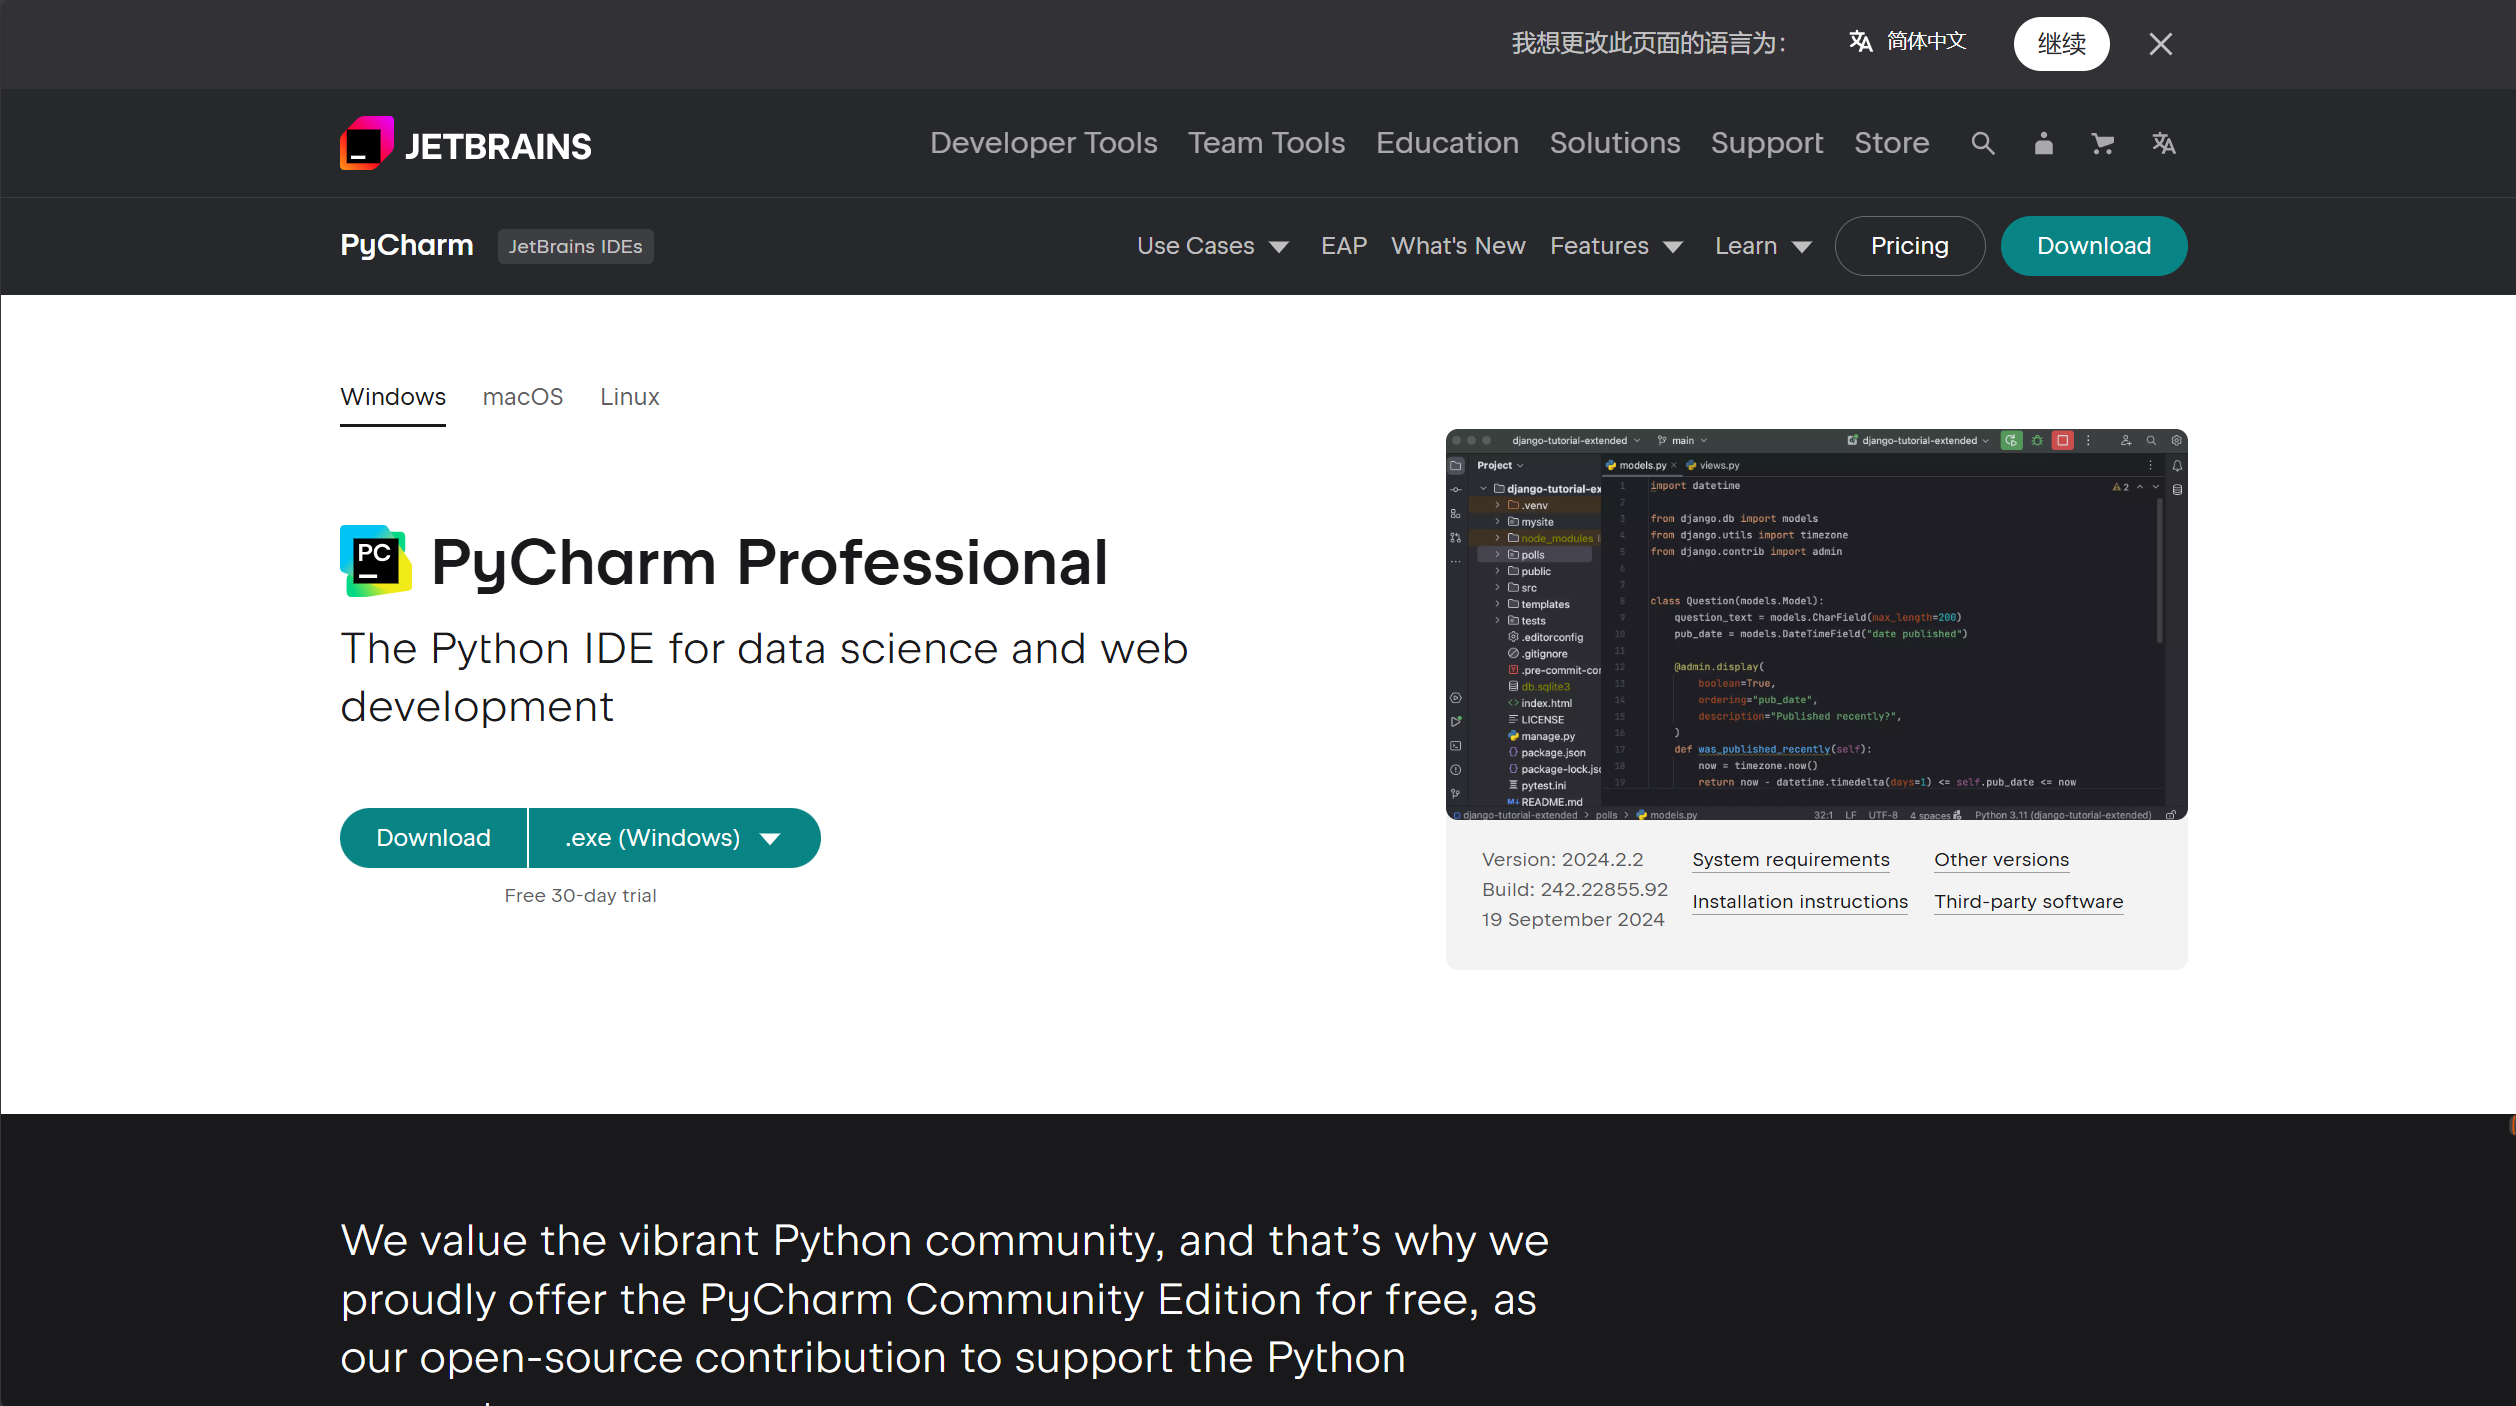 我想更改此页面的语言为：
简体中文
继续
JETBRAINS
Developer Tools Team Tools Education Solutions Support Store
PyCharm JetBrains IDEs
Use Cases EAP What's New Features Learn Pricing Download
Windows macOS Linux
PC PyCharm Professional
The Python IDE for data science and web
development
Download .exe (Windows)
Free 30-day trial
django-tutorial-extended main django-tutorial-extended
Project
models.py views.py
django-tutorial-ex
.venv
mysite
node_modules
polls
public
src
templates
tests
.editorconfig
.gitignore
.pre-commit-cor
db.sqlite3
index.html
LICENSE
manage.py
package.json
package-lock.jsc
pytest.ini
README.md
2
1 import datetime
2
3 from django.db import models
4 from django.utils import timezone
5 from django.contrib import admin
6
7
8 class Question(models.Model):
9 question_text = models.CharField(max_length=200)
10 pub_date = models.DateTimeField("date published")
11
12 @admin.display(
13 boolean=True,
14 ordering="pub_date",
15 description="Published recently?",
16 )
17 def was_published_recently(self):
18 now = timezone.now()
19 return now - datetime.timedelta(days=1) <= self.pub_date <= now
django-tutorial-extended > polls > models.py 32:1 LF UTF-8 4 spaces Python 3.11 (django-tutorial-extended)
Version: 2024.2.2
Build: 242.22855.92
19 September 2024
System requirements
Installation instructions
Other versions
Third-party software
We value the vibrant Python community, and that’s why we
proudly offer the PyCharm Community Edition for free, as
our open-source contribution to support the Python